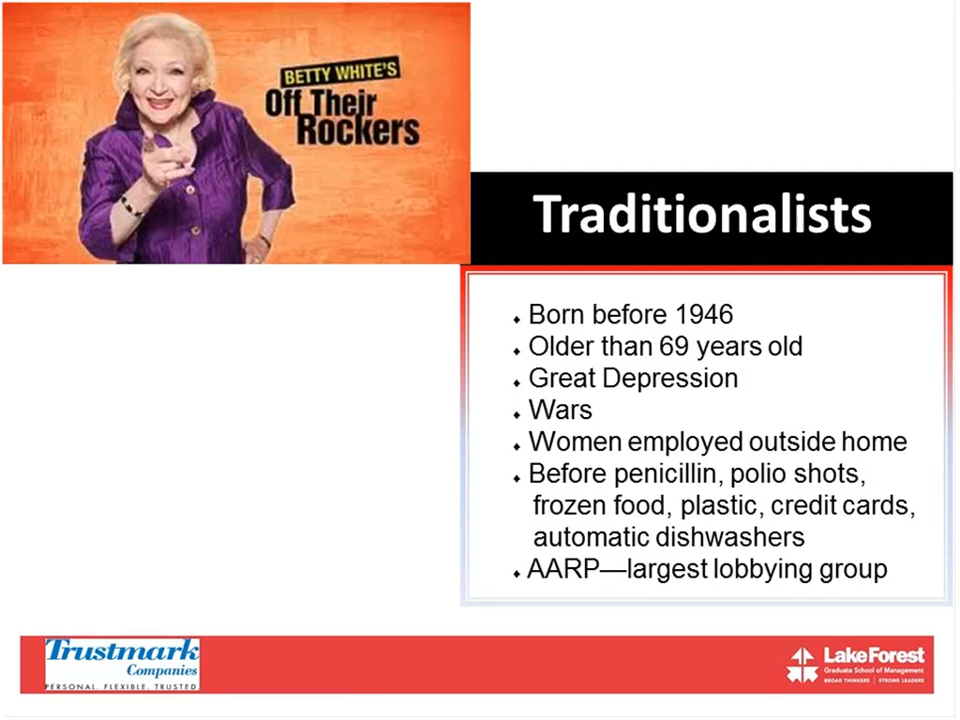 BETTY WHITE'S
Off Their
Rockers
Traditionalists
Born before 1946
Older than 69 years old
Great Depression
Wars
Women employed outside home
Before penicillin, polio shots,
frozen food, plastic, credit cards,
automatic dishwashers
AARP—largest lobbying group
Trustmark
Companies
PERSONAL. FLEXIBLE. TRUSTED
Lake Forest
Graduate School of Management
BROAD THINKERS | STRONG LEADERS